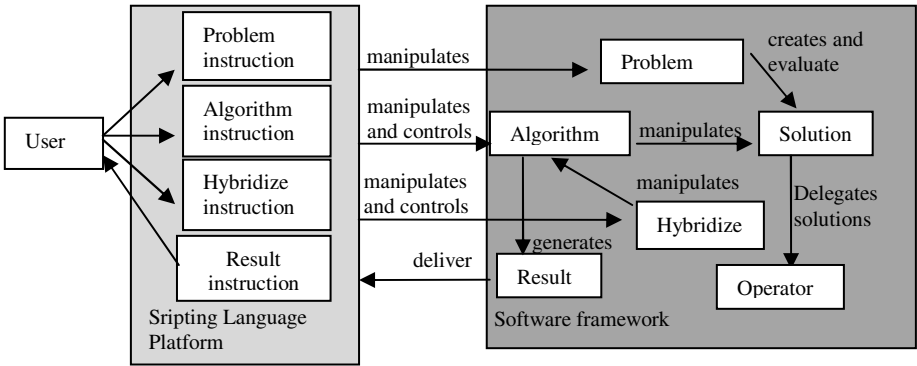 User
Problem
instruction
Algorithm
instruction
Hybridize
instruction
Result
instruction
Sripting Language
Platform
manipulates
manipulates
and controls
manipulates
and controls
deliver
Problem
creates and
evaluate
Algorithm
manipulates
Solution
manipulates
Delegates
solutions
Hybridize
generates
Result
Operator
Software framework